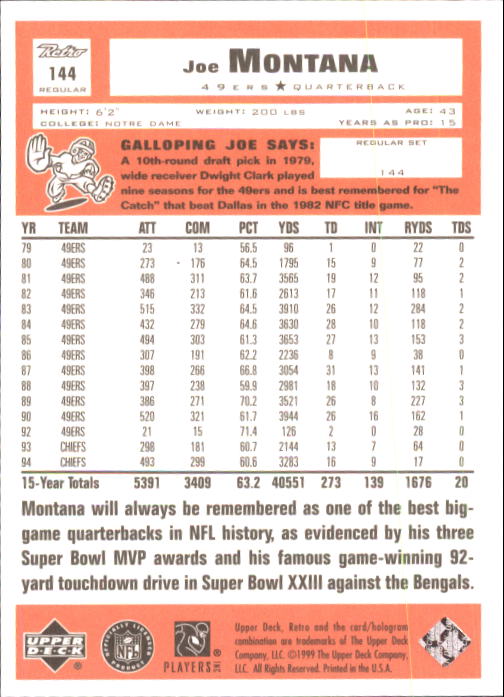 Retro
144
REGULAR
Joe MONTANA
49ERS ★ QUARTERBACK
HEIGHT: 6'2" WEIGHT: 200 LBS AGE: 43
COLLEGE: NOTRE DAME YEARS AS PRO: 15
GALLOPING JOE SAYS:
A 10th-round draft pick in 1979,
wide receiver Dwight Clark played
nine seasons for the 49ers and is best remembered for "The
Catch" that beat Dallas in the 1982 NFC title game.
REGULAR SET
144
YR TEAM ATT COM PCT YDS TD INT RYDS TDS
79 49ERS 23 13 56.5 96 1 0 22 0
80 49ERS 273 176 64.5 1795 15 9 77 2
81 49ERS 488 311 63.7 3565 19 12 95 2
82 49ERS 346 213 61.6 2613 17 11 118 1
83 49ERS 515 332 64.5 3910 26 12 284 2
84 49ERS 432 279 64.6 3630 28 10 118 2
85 49ERS 494 303 61.3 3653 27 13 153 3
86 49ERS 307 191 62.2 2236 8 9 38 0
87 49ERS 398 266 66.8 3054 31 13 141 1
88 49ERS 397 238 59.9 2981 18 10 132 3
89 49ERS 386 271 70.2 3521 26 8 227 3
90 49ERS 520 321 61.7 3944 26 16 162 1
92 49ERS 21 15 71.4 126 2 0 28 0
93 CHIEFS 298 181 60.7 2144 13 7 64 0
94 CHIEFS 493 299 60.6 3283 16 9 17 0
15-Year Totals 5391 3409 63.2 40551 273 139 1676 20
Montana will always be remembered as one of the best big-
game quarterbacks in NFL history, as evidenced by his three
Super Bowl MVP awards and his famous game-winning 92-
yard touchdown drive in Super Bowl XXIII against the Bengals.
UPPER
DECK
OFFICIALLY LICENSED
NFL
PRODUCT
PLAYERS INC
Upper Deck, Retro and the card/hologram
combination are trademarks of The Upper Deck
Company, LLC. ©1999 The Upper Deck Company,
LLC. All Rights Reserved. Printed in the U.S.A.